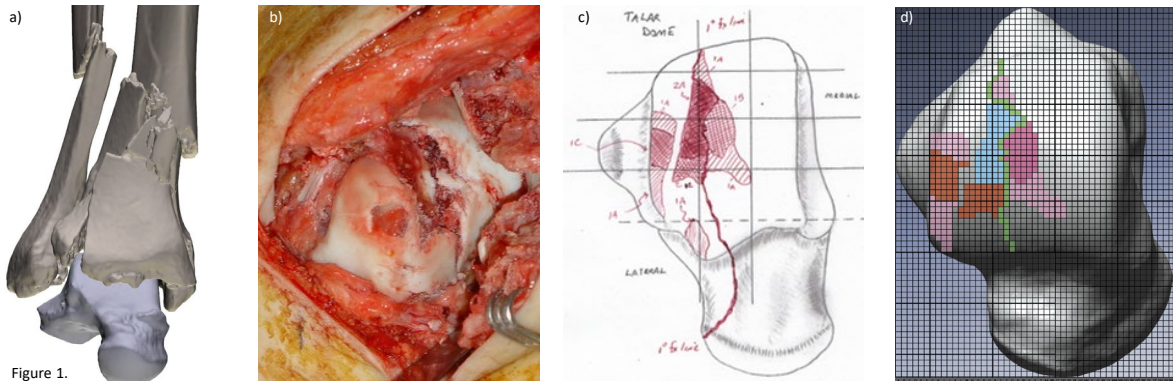 a)
b)
c)
d)
TALAR
DOME
1° fx line
1A
2A
1B
1A
MEDIAL
1C
1A
1A
1A
LATERAL
1° fx line
Figure 1.